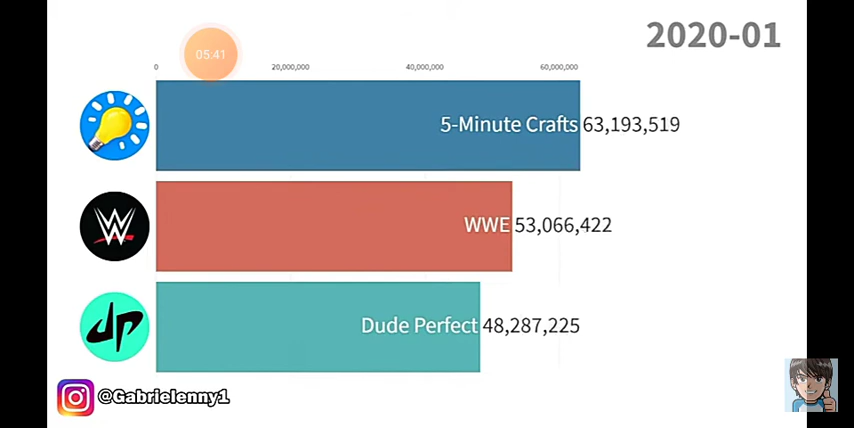 2020-01
05:41
0 20,000,000 40,000,000 60,000,000
5-Minute Crafts 63,193,519
WWE 53,066,422
Dude Perfect 48,287,225
@Gabrielenny1